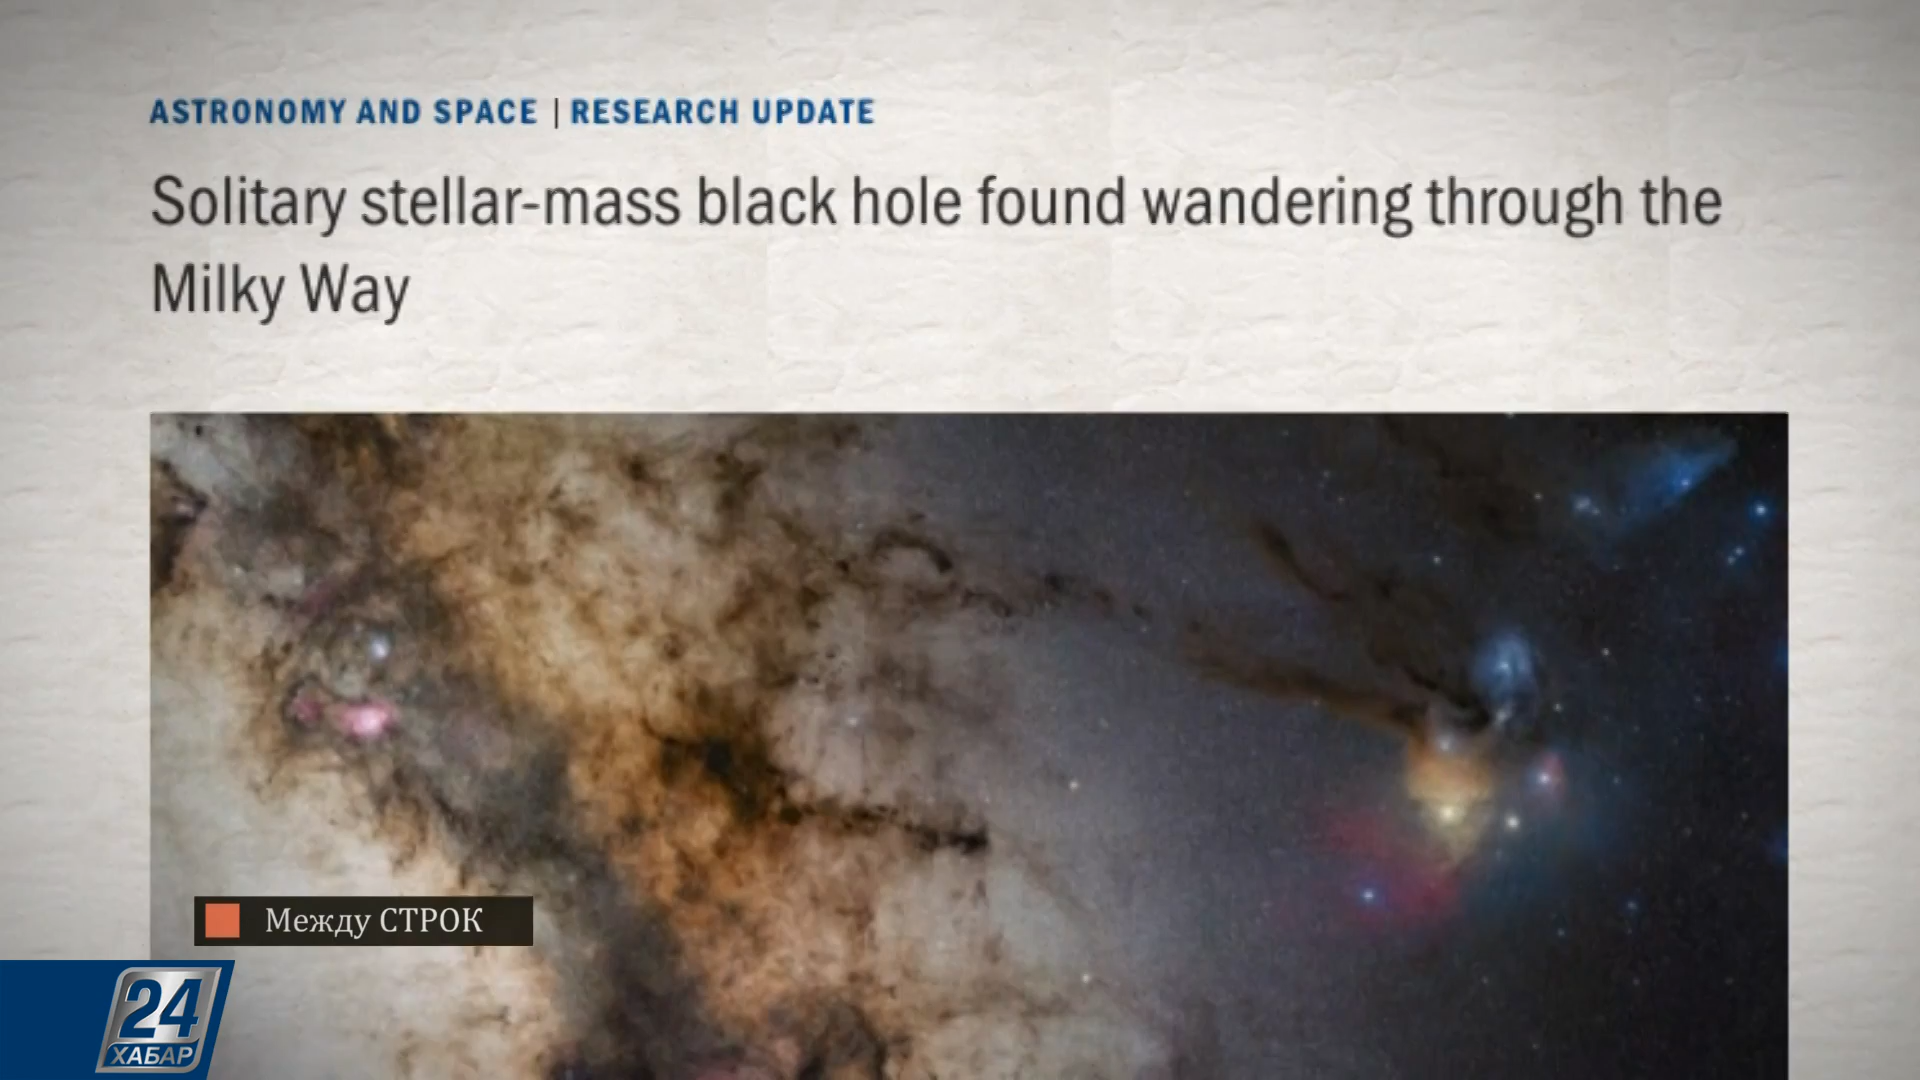 ASTRONOMY AND SPACE | RESEARCH UPDATE
Solitary stellar-mass black hole found wandering through the
Milky Way
Между СТРОК
24
ХАБАР